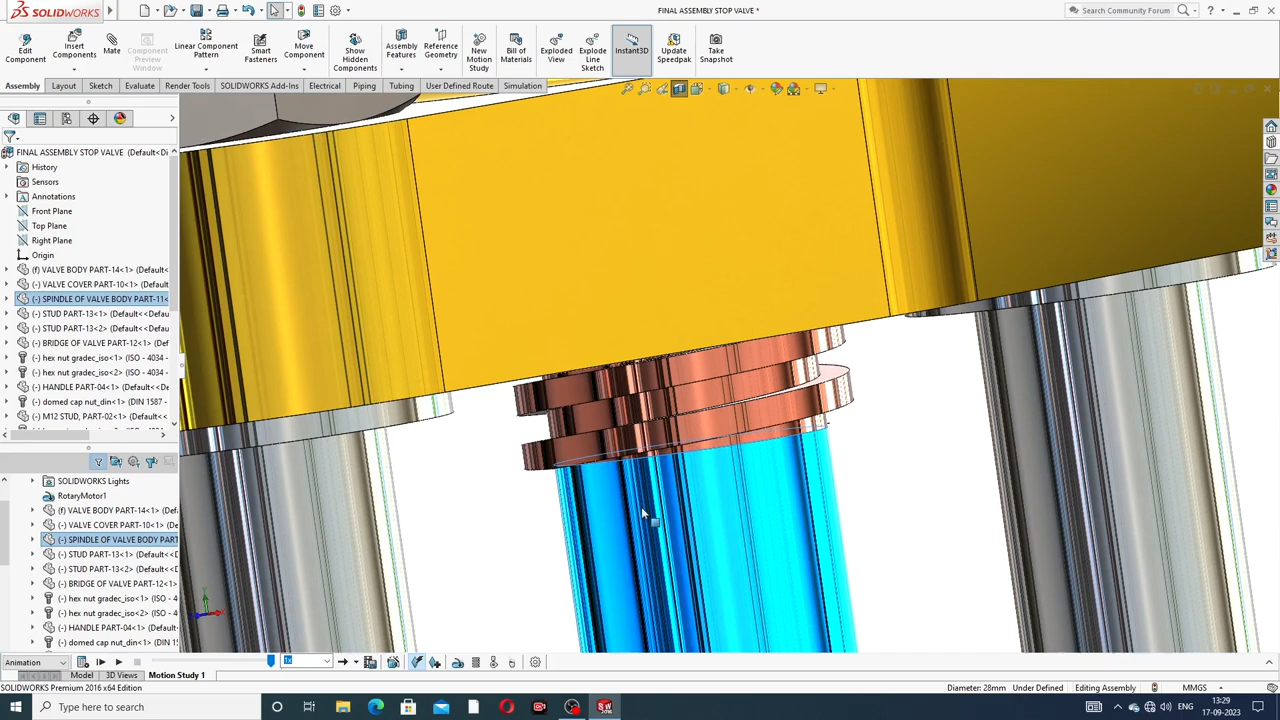 SOLIDWORKS
FINAL ASSEMBLY STOP VALVE *
Search Community Forum
Edit Component
Insert Components
Mate
Component Preview Window
Linear Component Pattern
Smart Fasteners
Move Component
Show Hidden Components
Assembly Features
Reference Geometry
New Motion Study
Bill of Materials
Exploded View
Explode Line Sketch
Instant3D
Update Speedpak
Take Snapshot
Assembly
Layout
Sketch
Evaluate
Render Tools
SOLIDWORKS Add-Ins
Electrical
Piping
Tubing
User Defined Route
Simulation
FINAL ASSEMBLY STOP VALVE (Default<Di
History
Sensors
Annotations
Front Plane
Top Plane
Right Plane
Origin
(f) VALVE BODY PART-14<1> (Default<
(-) VALVE COVER PART-10<1> (Default
(-) SPINDLE OF VALVE BODY PART-11<
(-) STUD PART-13<1> (Default<<Defau
(-) STUD PART-13<2> (Default<<Defau
(-) BRIDGE OF VALVE PART-12<1> (Def
(-) hex nut gradec_iso<1> (ISO - 4034 -
(-) hex nut gradec_iso<2> (ISO - 4034 -
(-) HANDLE PART-04<1> (Default<<De
(-) domed cap nut_din<1> (DIN 1587 -
(-) M12 STUD, PART-02<1> (Default<
SOLIDWORKS Lights
RotaryMotor1
(f) VALVE BODY PART-14<1> (
(-) VALVE COVER PART-10<1>
(-) SPINDLE OF VALVE BODY PART
(-) STUD PART-13<1> (Default<<D
(-) STUD PART-13<2> (Default<<D
(-) BRIDGE OF VALVE PART-12<1>
(-) hex nut gradec_iso<1> (ISO - 4
(-) hex nut gradec_iso<2> (ISO - 4
(-) HANDLE PART-04<1> (Default
(-) domed cap nut_din<1> (DIN 1
Animation
1x
Model
3D Views
Motion Study 1
SOLIDWORKS Premium 2016 x64 Edition
Diameter: 28mm
Under Defined
Editing Assembly
MMGS
Type here to search
ENG
13:29
17-09-2023